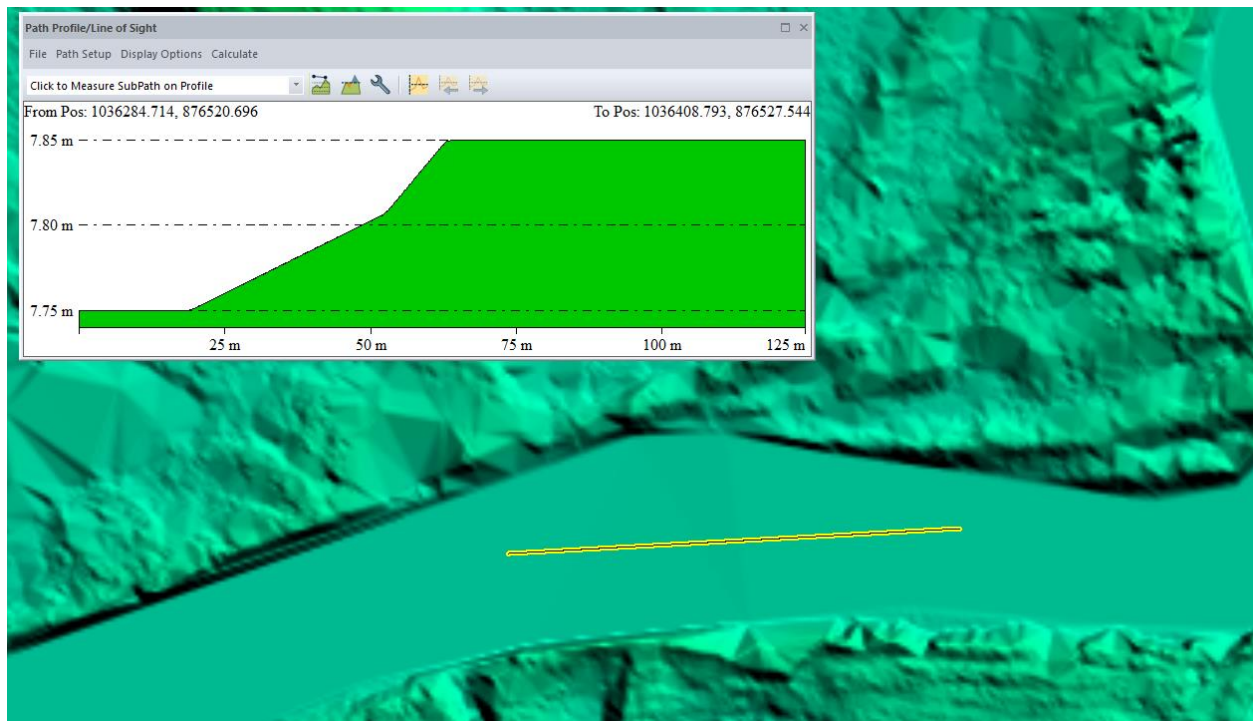 Path Profile/Line of Sight
File Path Setup Display Options Calculate
Click to Measure SubPath on Profile
From Pos: 1036284.714, 876520.696 To Pos: 1036408.793, 876527.544
7.85 m
7.80 m
7.75 m
25 m 50 m 75 m 100 m 125 m